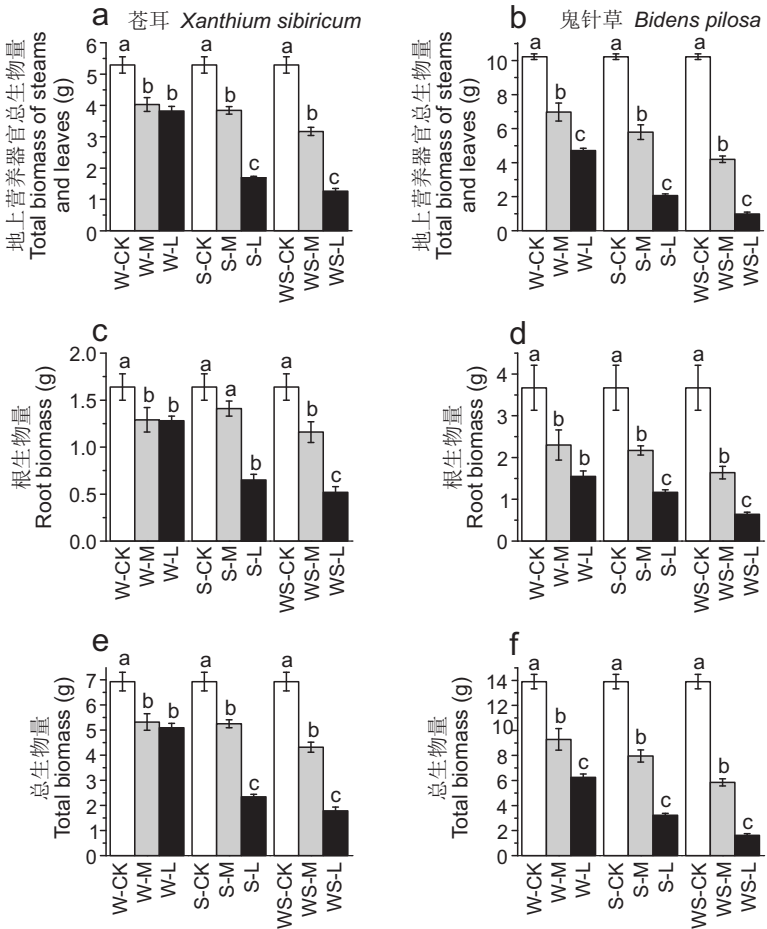 a 苍耳 Xanthium sibiricum
地上营养器官总生物量
Total biomass of steams
and leaves (g)
6
5
4
3
2
1
0
a
b
b
a
b
c
a
b
c
W-CK
W-M
W-L
S-CK
S-M
S-L
WS-CK
WS-M
WS-L
b 鬼针草 Bidens pilosa
地上营养器官总生物量
Total biomass of steams
and leaves (g)
10
8
6
4
2
0
a
b
c
a
b
c
a
b
c
W-CK
W-M
W-L
S-CK
S-M
S-L
WS-CK
WS-M
WS-L
c
根生物量
Root biomass (g)
2.0
1.5
1.0
0.5
0.0
a
b
b
a
a
b
a
b
c
W-CK
W-M
W-L
S-CK
S-M
S-L
WS-CK
WS-M
WS-L
d
根生物量
Root biomass (g)
4
3
2
1
0
a
b
b
a
b
c
a
b
c
W-CK
W-M
W-L
S-CK
S-M
S-L
WS-CK
WS-M
WS-L
e
总生物量
Total biomass (g)
7
6
5
4
3
2
1
0
a
b
b
a
b
c
a
b
c
W-CK
W-M
W-L
S-CK
S-M
S-L
WS-CK
WS-M
WS-L
f
总生物量
Total biomass (g)
14
12
10
8
6
4
2
0
a
b
c
a
b
c
a
b
c
W-CK
W-M
W-L
S-CK
S-M
S-L
WS-CK
WS-M
WS-L